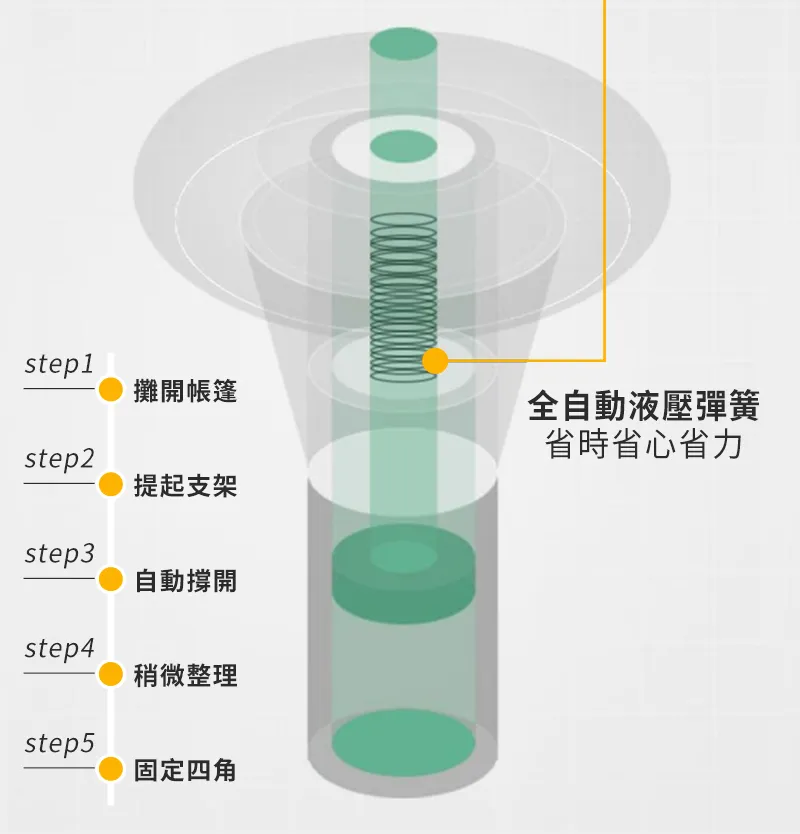 step1
攤開帳篷
step2
提起支架
step3
自動撐開
step4
稍微整理
step5
固定四角
全自動液壓彈簧
省時省心省力